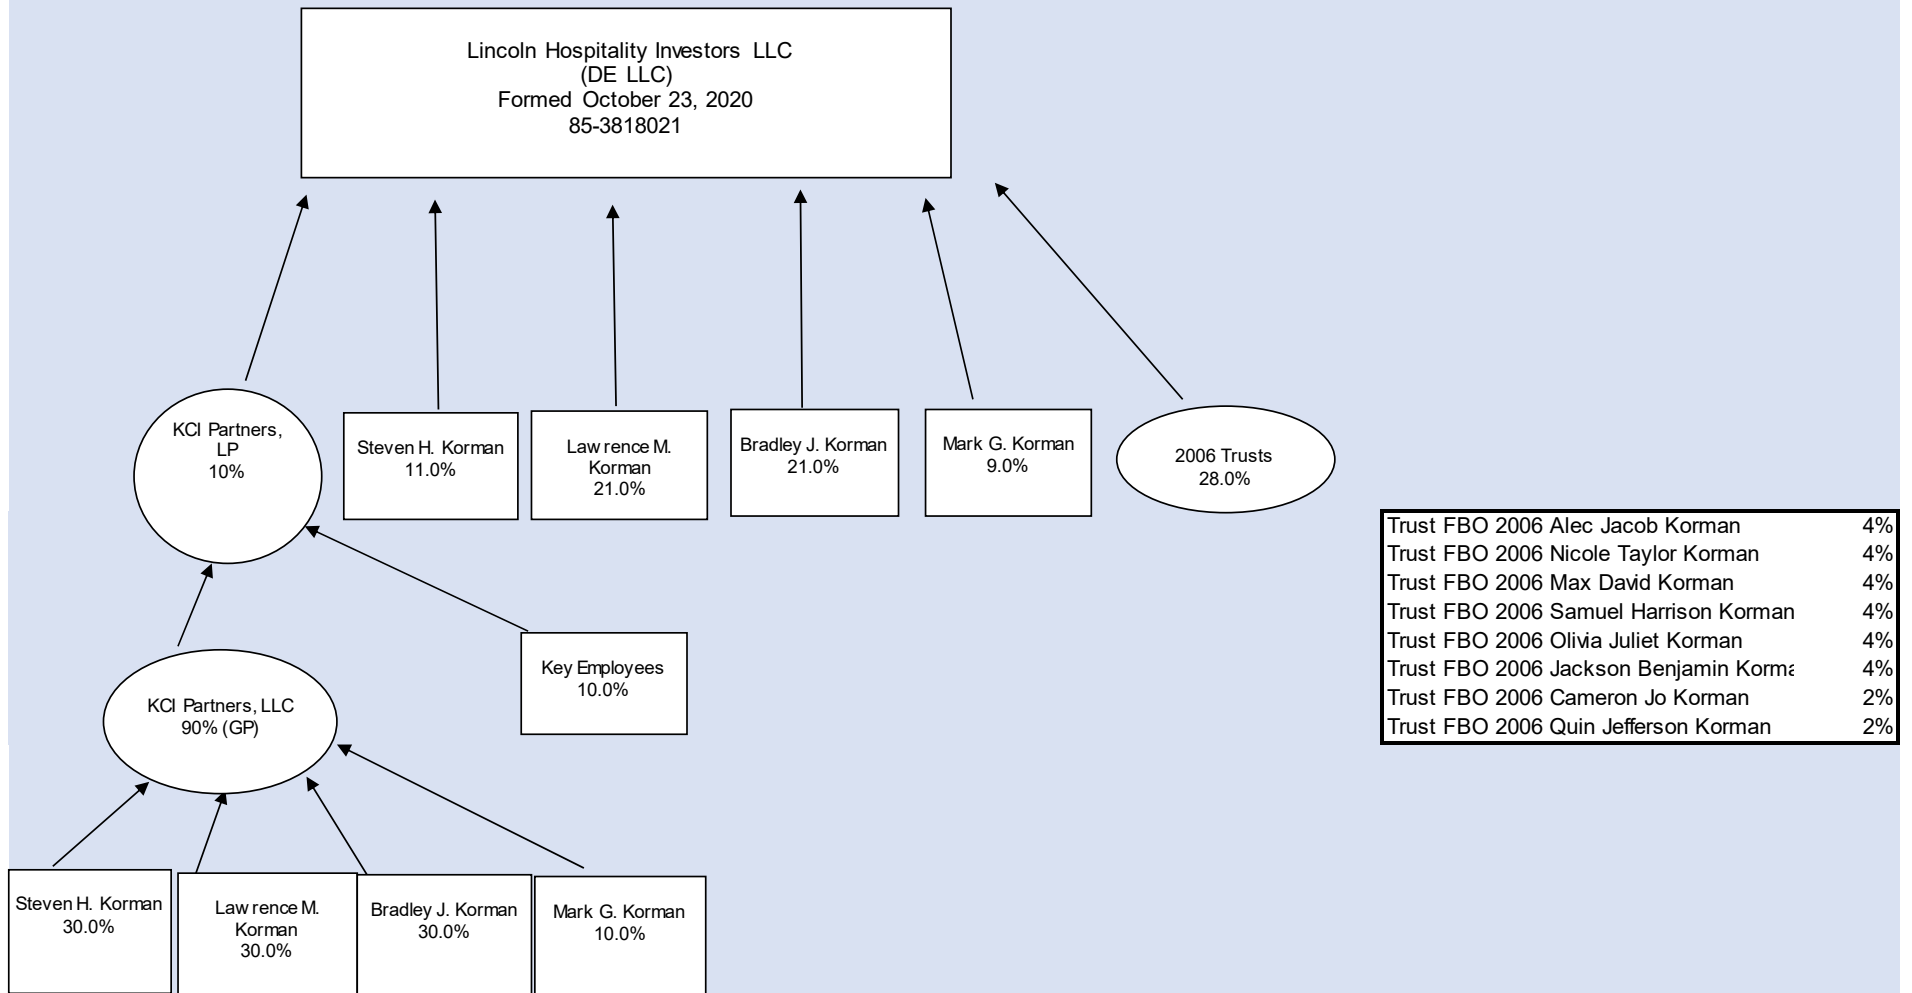 Lincoln Hospitality Investors LLC
(DE LLC)
Formed October 23, 2020
85-3818021
KCI Partners,
LP
10%
Steven H. Korman
11.0%
Lawrence M.
Korman
21.0%
Bradley J. Korman
21.0%
Mark G. Korman
9.0%
2006 Trusts
28.0%
Trust FBO 2006 Alec Jacob Korman 4%
Trust FBO 2006 Nicole Taylor Korman 4%
Trust FBO 2006 Max David Korman 4%
Trust FBO 2006 Samuel Harrison Korman 4%
Trust FBO 2006 Olivia Juliet Korman 4%
Trust FBO 2006 Jackson Benjamin Korma 4%
Trust FBO 2006 Cameron Jo Korman 2%
Trust FBO 2006 Quin Jefferson Korman 2%
Key Employees
10.0%
KCI Partners, LLC
90% (GP)
Steven H. Korman
30.0%
Lawrence M.
Korman
30.0%
Bradley J. Korman
30.0%
Mark G. Korman
10.0%